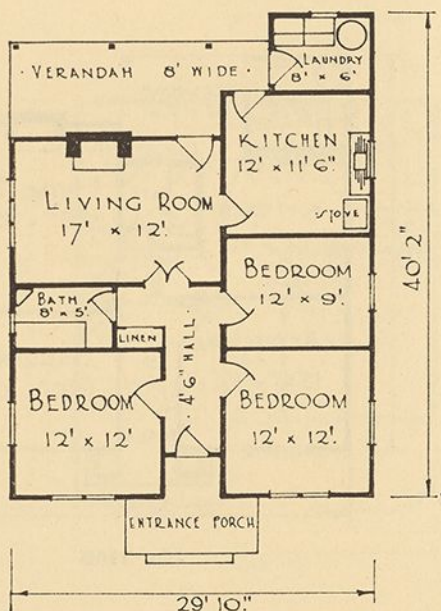 LAUNDRY
8' x 6'
· VERANDAH 8' WIDE ·
KITCHEN
12' x 11' 6"
STOVE
LIVING ROOM
17' x 12'.
BATH
8' x 5'.
LINEN
4' 6" HALL.
BEDROOM
12' x 9'.
BEDROOM
12' x 12'
BEDROOM
12' x 12'.
ENTRANCE PORCH
40' 2"
29' 10"